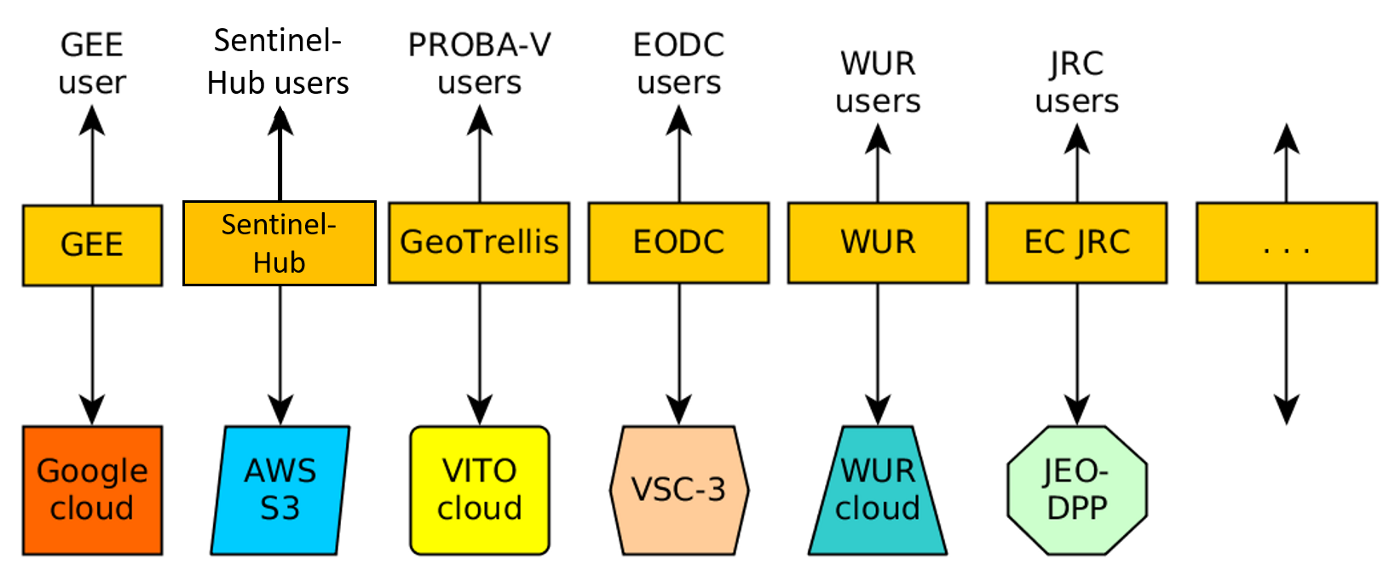 GEE
user
Sentinel-
Hub users
PROBA-V
users
EODC
users
WUR
users
JRC
users
GEE
Sentinel-
Hub
GeoTrellis
EODC
WUR
EC JRC
. . .
Google
cloud
AWS
S3
VITO
cloud
VSC-3
WUR
cloud
JEO-
DPP